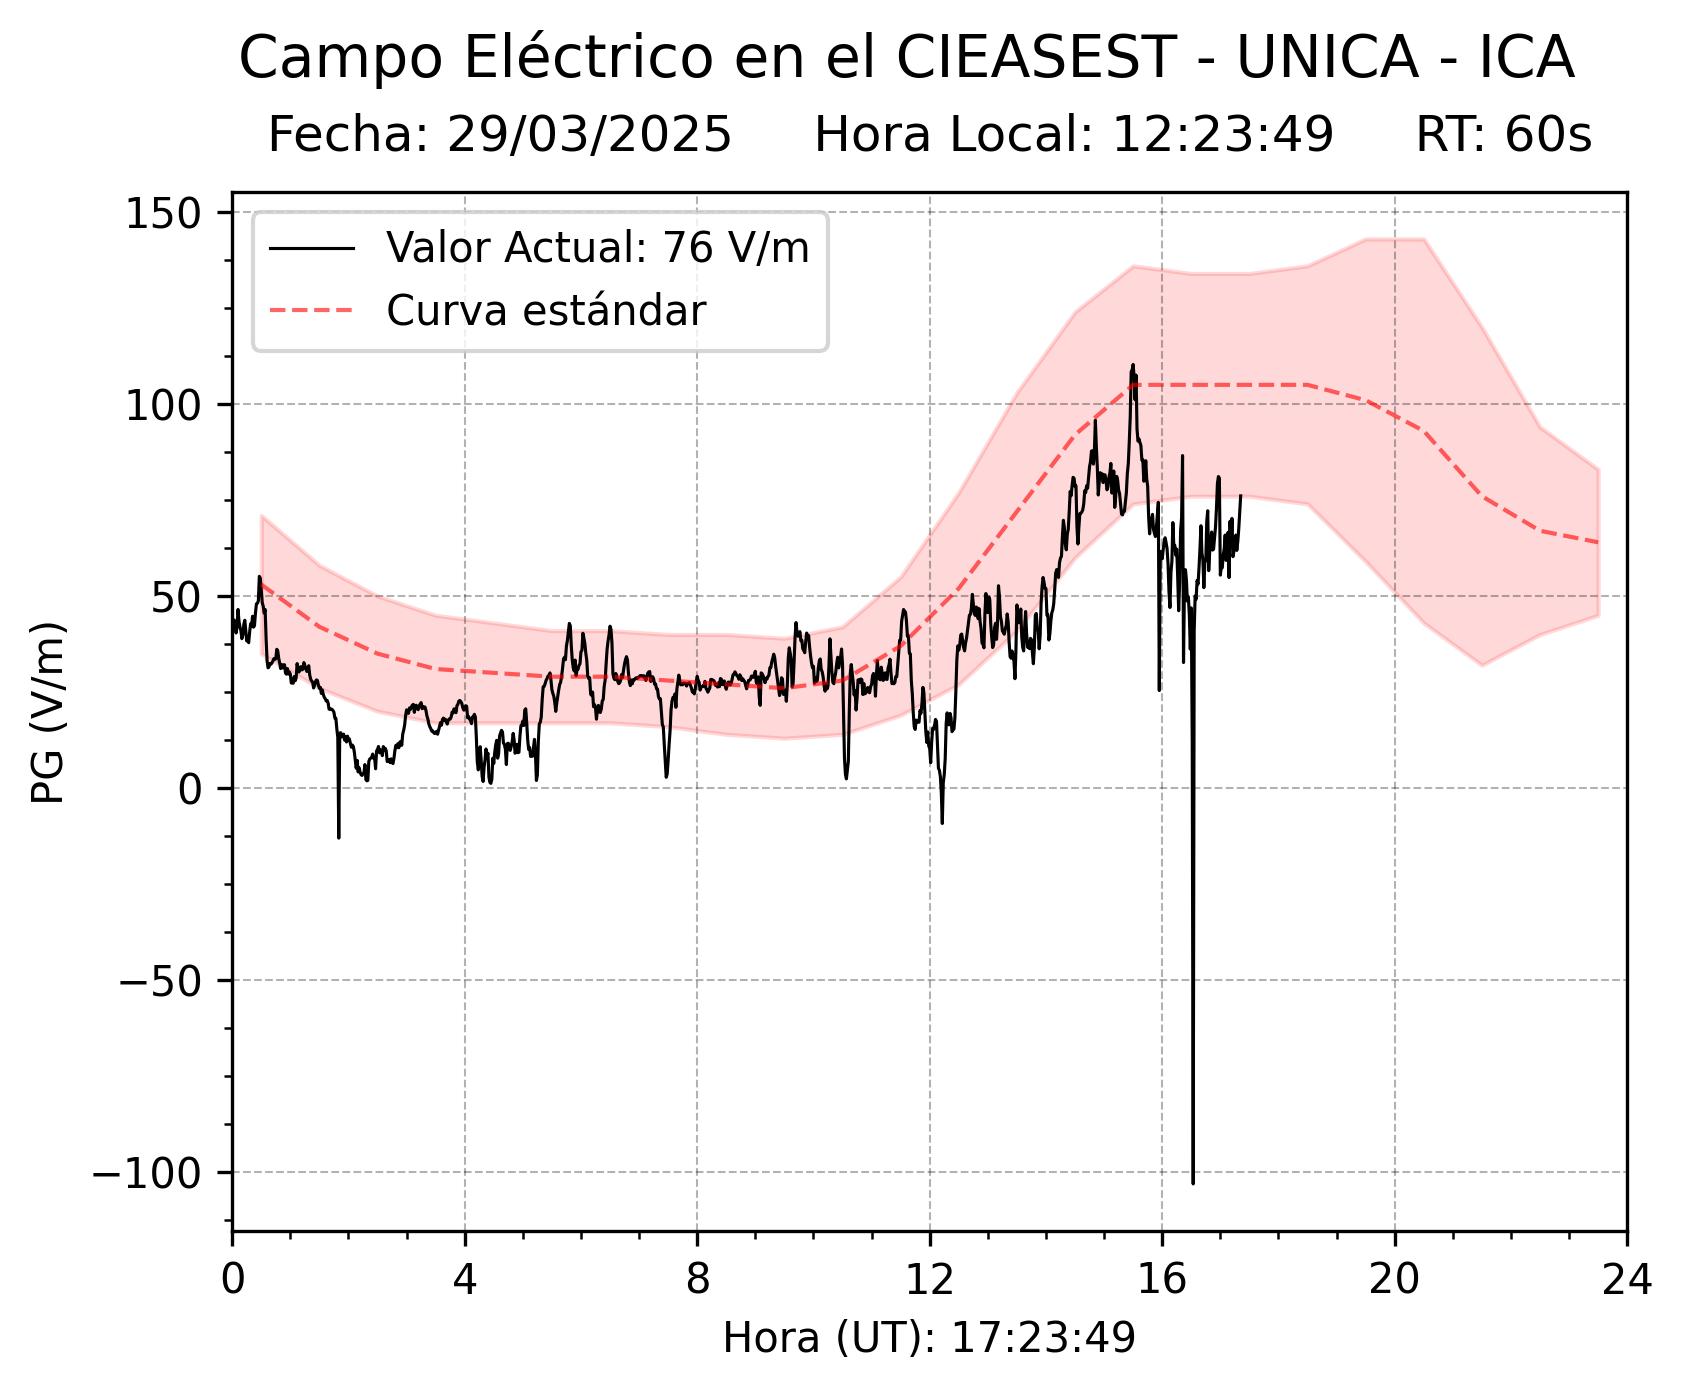 Campo Eléctrico en el CIEASEST - UNICA - ICA
Fecha: 29/03/2025 Hora Local: 12:23:49 RT: 60s
Valor Actual: 76 V/m
Curva estándar
150
100
50
0
−50
−100
PG (V/m)
0 4 8 12 16 20 24
Hora (UT): 17:23:49